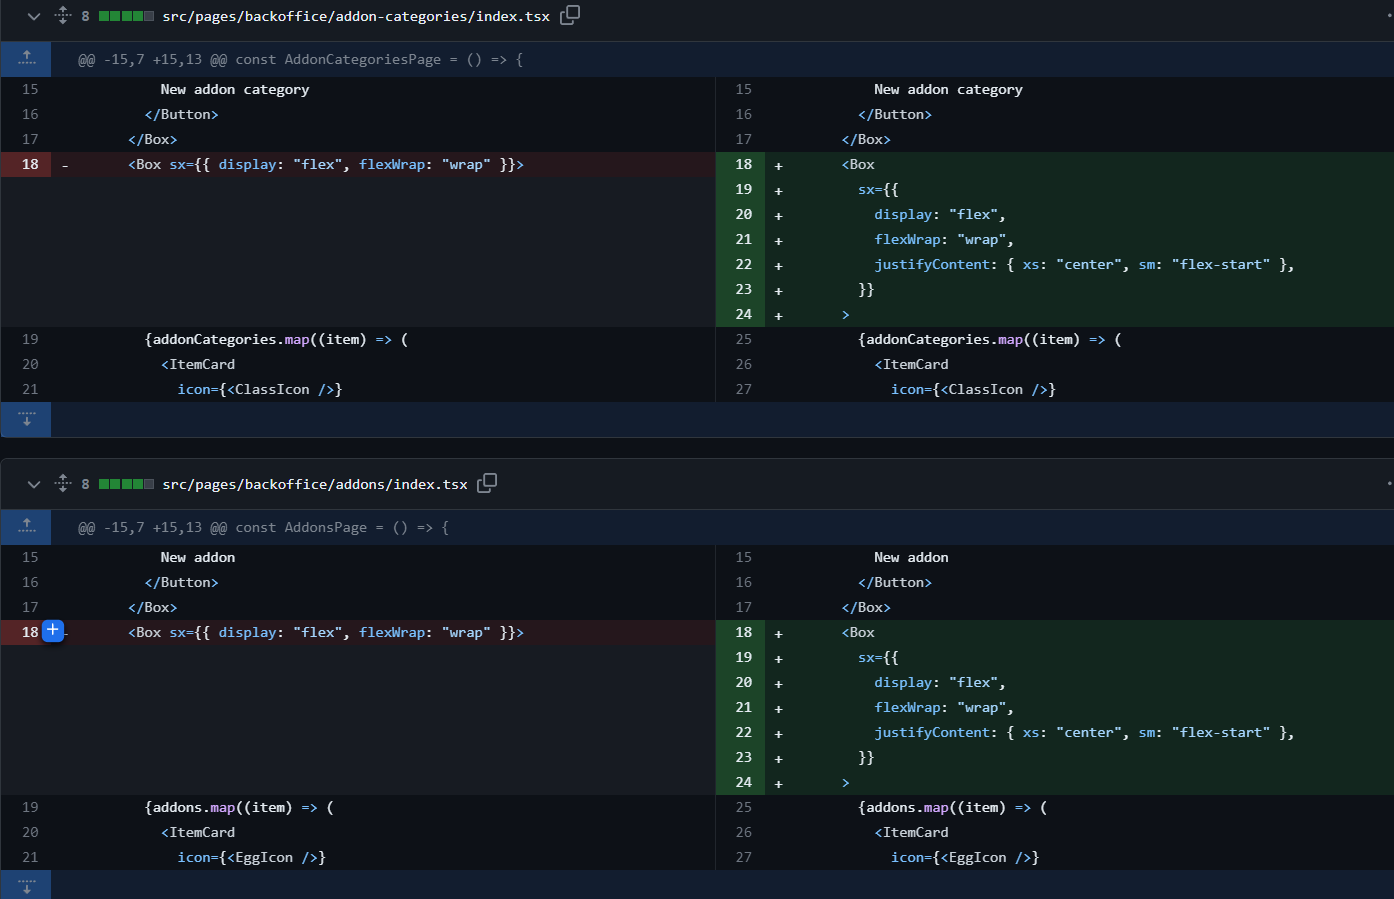 8 src/pages/backoffice/addon-categories/index.tsx
@@ -15,7 +15,13 @@ const AddonCategoriesPage = () => {
15 New addon category 15 New addon category
16 </Button> 16 </Button>
17 </Box> 17 </Box>
18 - <Box sx={{ display: "flex", flexWrap: "wrap" }}> 18 + <Box
19 + sx={{
20 + display: "flex",
21 + flexWrap: "wrap",
22 + justifyContent: { xs: "center", sm: "flex-start" },
23 + }}
24 + >
19 {addonCategories.map((item) => ( 25 {addonCategories.map((item) => (
20 <ItemCard 26 <ItemCard
21 icon={<ClassIcon />} 27 icon={<ClassIcon />}
8 src/pages/backoffice/addons/index.tsx
@@ -15,7 +15,13 @@ const AddonsPage = () => {
15 New addon 15 New addon
16 </Button> 16 </Button>
17 </Box> 17 </Box>
18 + - <Box sx={{ display: "flex", flexWrap: "wrap" }}> 18 + <Box
19 + sx={{
20 + display: "flex",
21 + flexWrap: "wrap",
22 + justifyContent: { xs: "center", sm: "flex-start" },
23 + }}
24 + >
19 {addons.map((item) => ( 25 {addons.map((item) => (
20 <ItemCard 26 <ItemCard
21 icon={<EggIcon />} 27 icon={<EggIcon />}